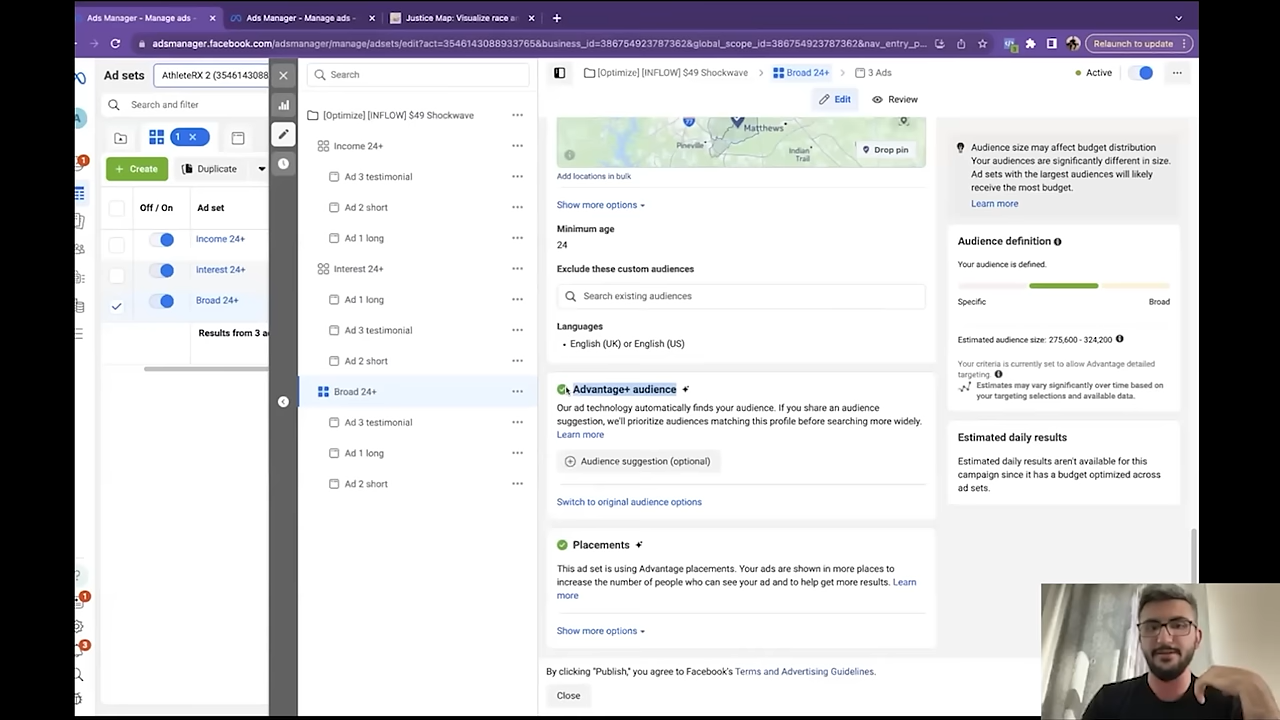 Ads Manager - Manage ads -
Ads Manager - Manage ads -
Justice Map: Visualize race a
adsmanager.facebook.com/adsmanager/manage/adsets/edit?act=3546143088933765&business_id=386754923787362&global_scope_id=386754923787362&nav_entry_p...
Relaunch to update
Ad sets
AthleteRX 2 (3546143088
Search and filter
1
Create
Duplicate
Off / On
Ad set
Income 24+
Interest 24+
Broad 24+
Results from 3 a
1
3
Search
[Optimize] [INFLOW] $49 Shockwave
Income 24+
Ad 3 testimonial
Ad 2 short
Ad 1 long
Interest 24+
Ad 1 long
Ad 3 testimonial
Ad 2 short
Broad 24+
Ad 3 testimonial
Ad 1 long
Ad 2 short
[Optimize] [INFLOW] $49 Shockwave
Broad 24+
3 Ads
Active
Edit
Review
Matthews
Pineville
Indian
Trail
Drop pin
Add locations in bulk
Show more options
Minimum age
24
Exclude these custom audiences
Search existing audiences
Languages
• English (UK) or English (US)
Advantage+ audience
Our ad technology automatically finds your audience. If you share an audience
suggestion, we'll prioritize audiences matching this profile before searching more widely.
Learn more
Audience suggestion (optional)
Switch to original audience options
Placements
This ad set is using Advantage placements. Your ads are shown in more places to
increase the number of people who can see your ad and to help get more results. Learn
more
Show more options
By clicking "Publish," you agree to Facebook's Terms and Advertising Guidelines.
Close
Audience size may affect budget distribution
Your audiences are significantly different in size.
Ad sets with the largest audiences will likely
receive the most budget.
Learn more
Audience definition
Your audience is defined.
Specific
Broad
Estimated audience size: 275,600 - 324,200
Your criteria is currently set to allow Advantage detailed
targeting.
Estimates may vary significantly over time based on
your targeting selections and available data.
Estimated daily results
Estimated daily results aren't available for this
campaign since it has a budget optimized across
ad sets.